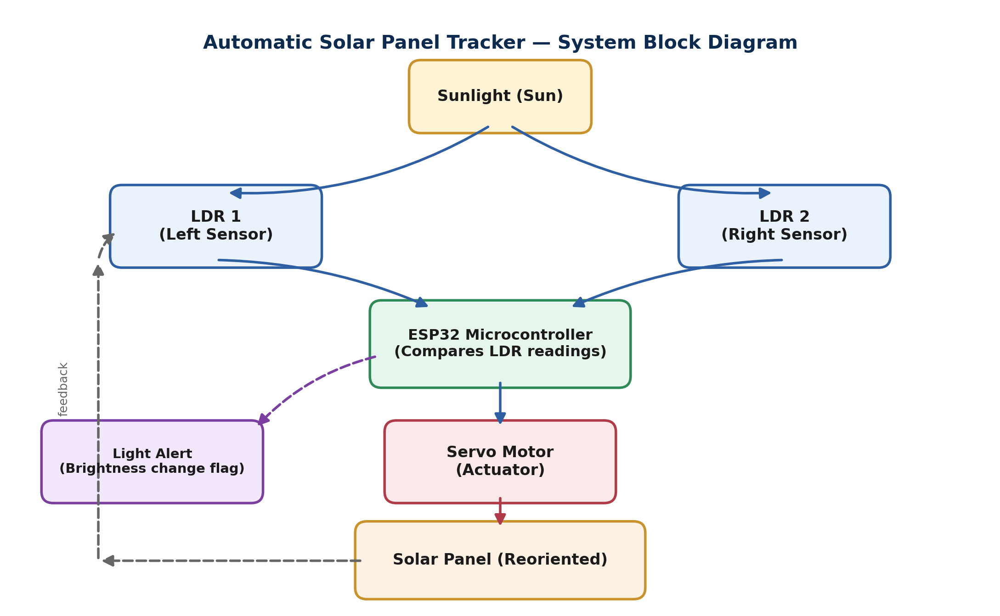 Automatic Solar Panel Tracker — System Block Diagram
Sunlight (Sun)
LDR 1
(Left Sensor)
LDR 2
(Right Sensor)
ESP32 Microcontroller
(Compares LDR readings)
feedback
Light Alert
(Brightness change flag)
Servo Motor
(Actuator)
Solar Panel (Reoriented)